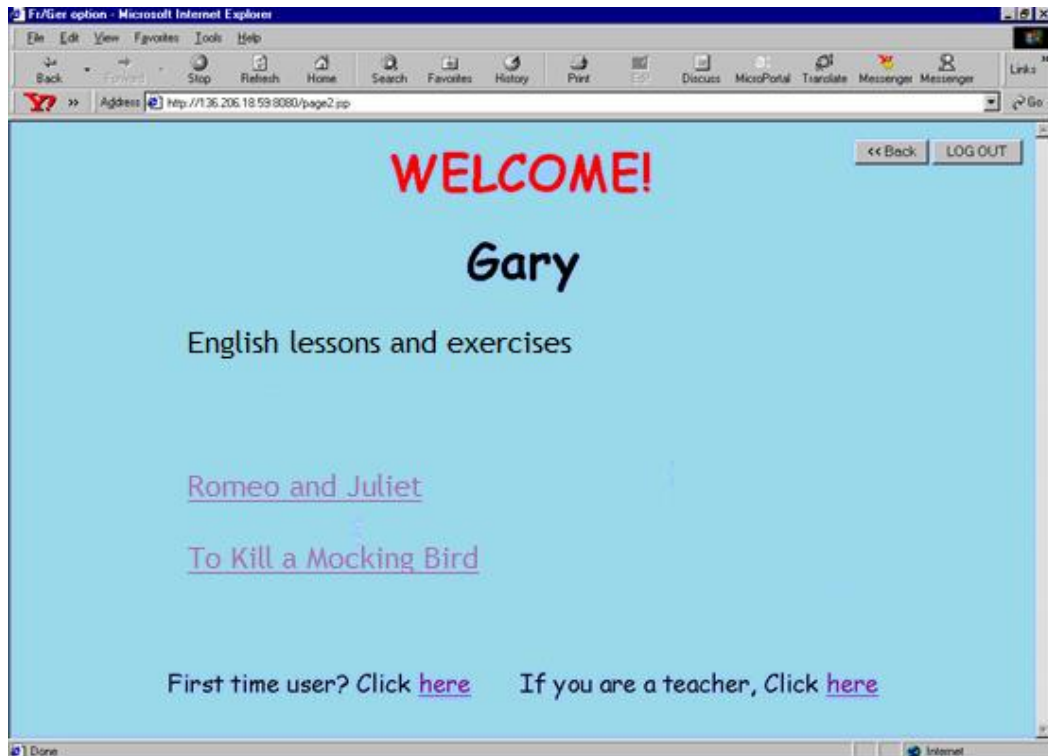 Fr/Ger option - Microsoft Internet Explorer
File Edit View Favorites Tools Help
Back Forward Stop Refresh Home Search Favorites History Print Edit Discuss MicroPortal Translate Messenger Messenger Links
Y? Address http://136.206.18.59:8080/page2.jsp Go
<< Back LOG OUT
WELCOME!
Gary
English lessons and exercises
Romeo and Juliet
To Kill a Mocking Bird
First time user? Click here If you are a teacher, Click here
Done Internet